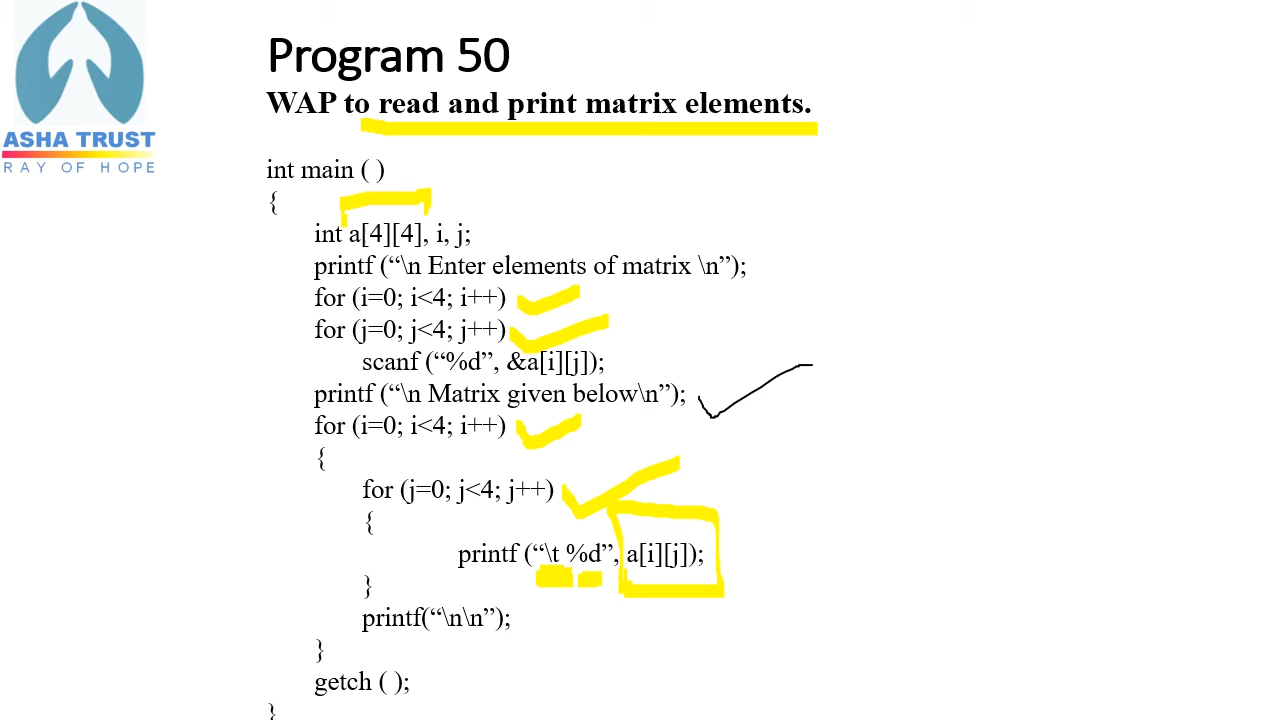 ASHA TRUST
RAY OF HOPE
Program 50
WAP to read and print matrix elements.
int main ( )
{
int a[4][4], i, j;
printf (“\n Enter elements of matrix \n”);
for (i=0; i<4; i++)
for (j=0; j<4; j++)
scanf (“%d”, &a[i][j]);
printf (“\n Matrix given below\n”);
for (i=0; i<4; i++)
{
for (j=0; j<4; j++)
{
printf (“\t %d”, a[i][j]);
}
printf(“\n\n”);
}
getch ( );
}